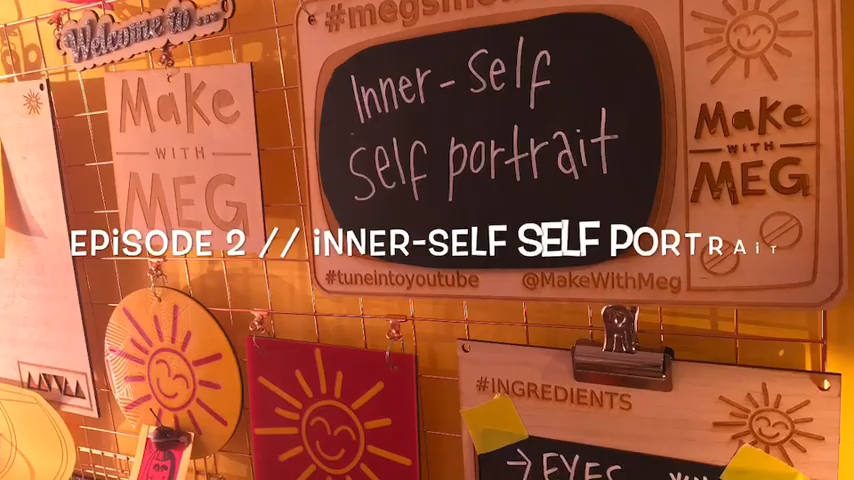 Welcome to ...
Make
WITH
MEG
Inner-Self
Self portrait
Make
WITH
MEG
EPiSODE 2 // iNNER-SELF SELF PORTRAiT
#tuneintoyoutube
@MakeWithMeg
#INGREDIENTS
→ EYES